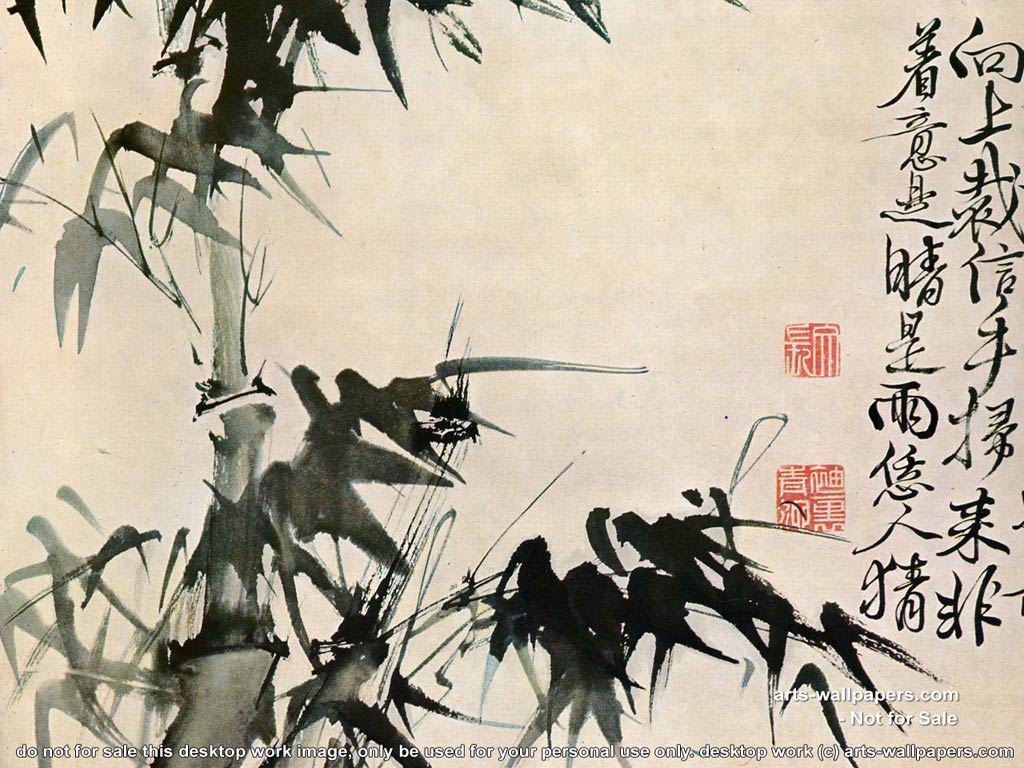 向上裁信手掃來非
着意是晴是雨恁人猜
arts-wallpapers.com
- Not for Sale
do not for sale this desktop work image, only be used for your personal use only. desktop work (c) arts-wallpapers.com